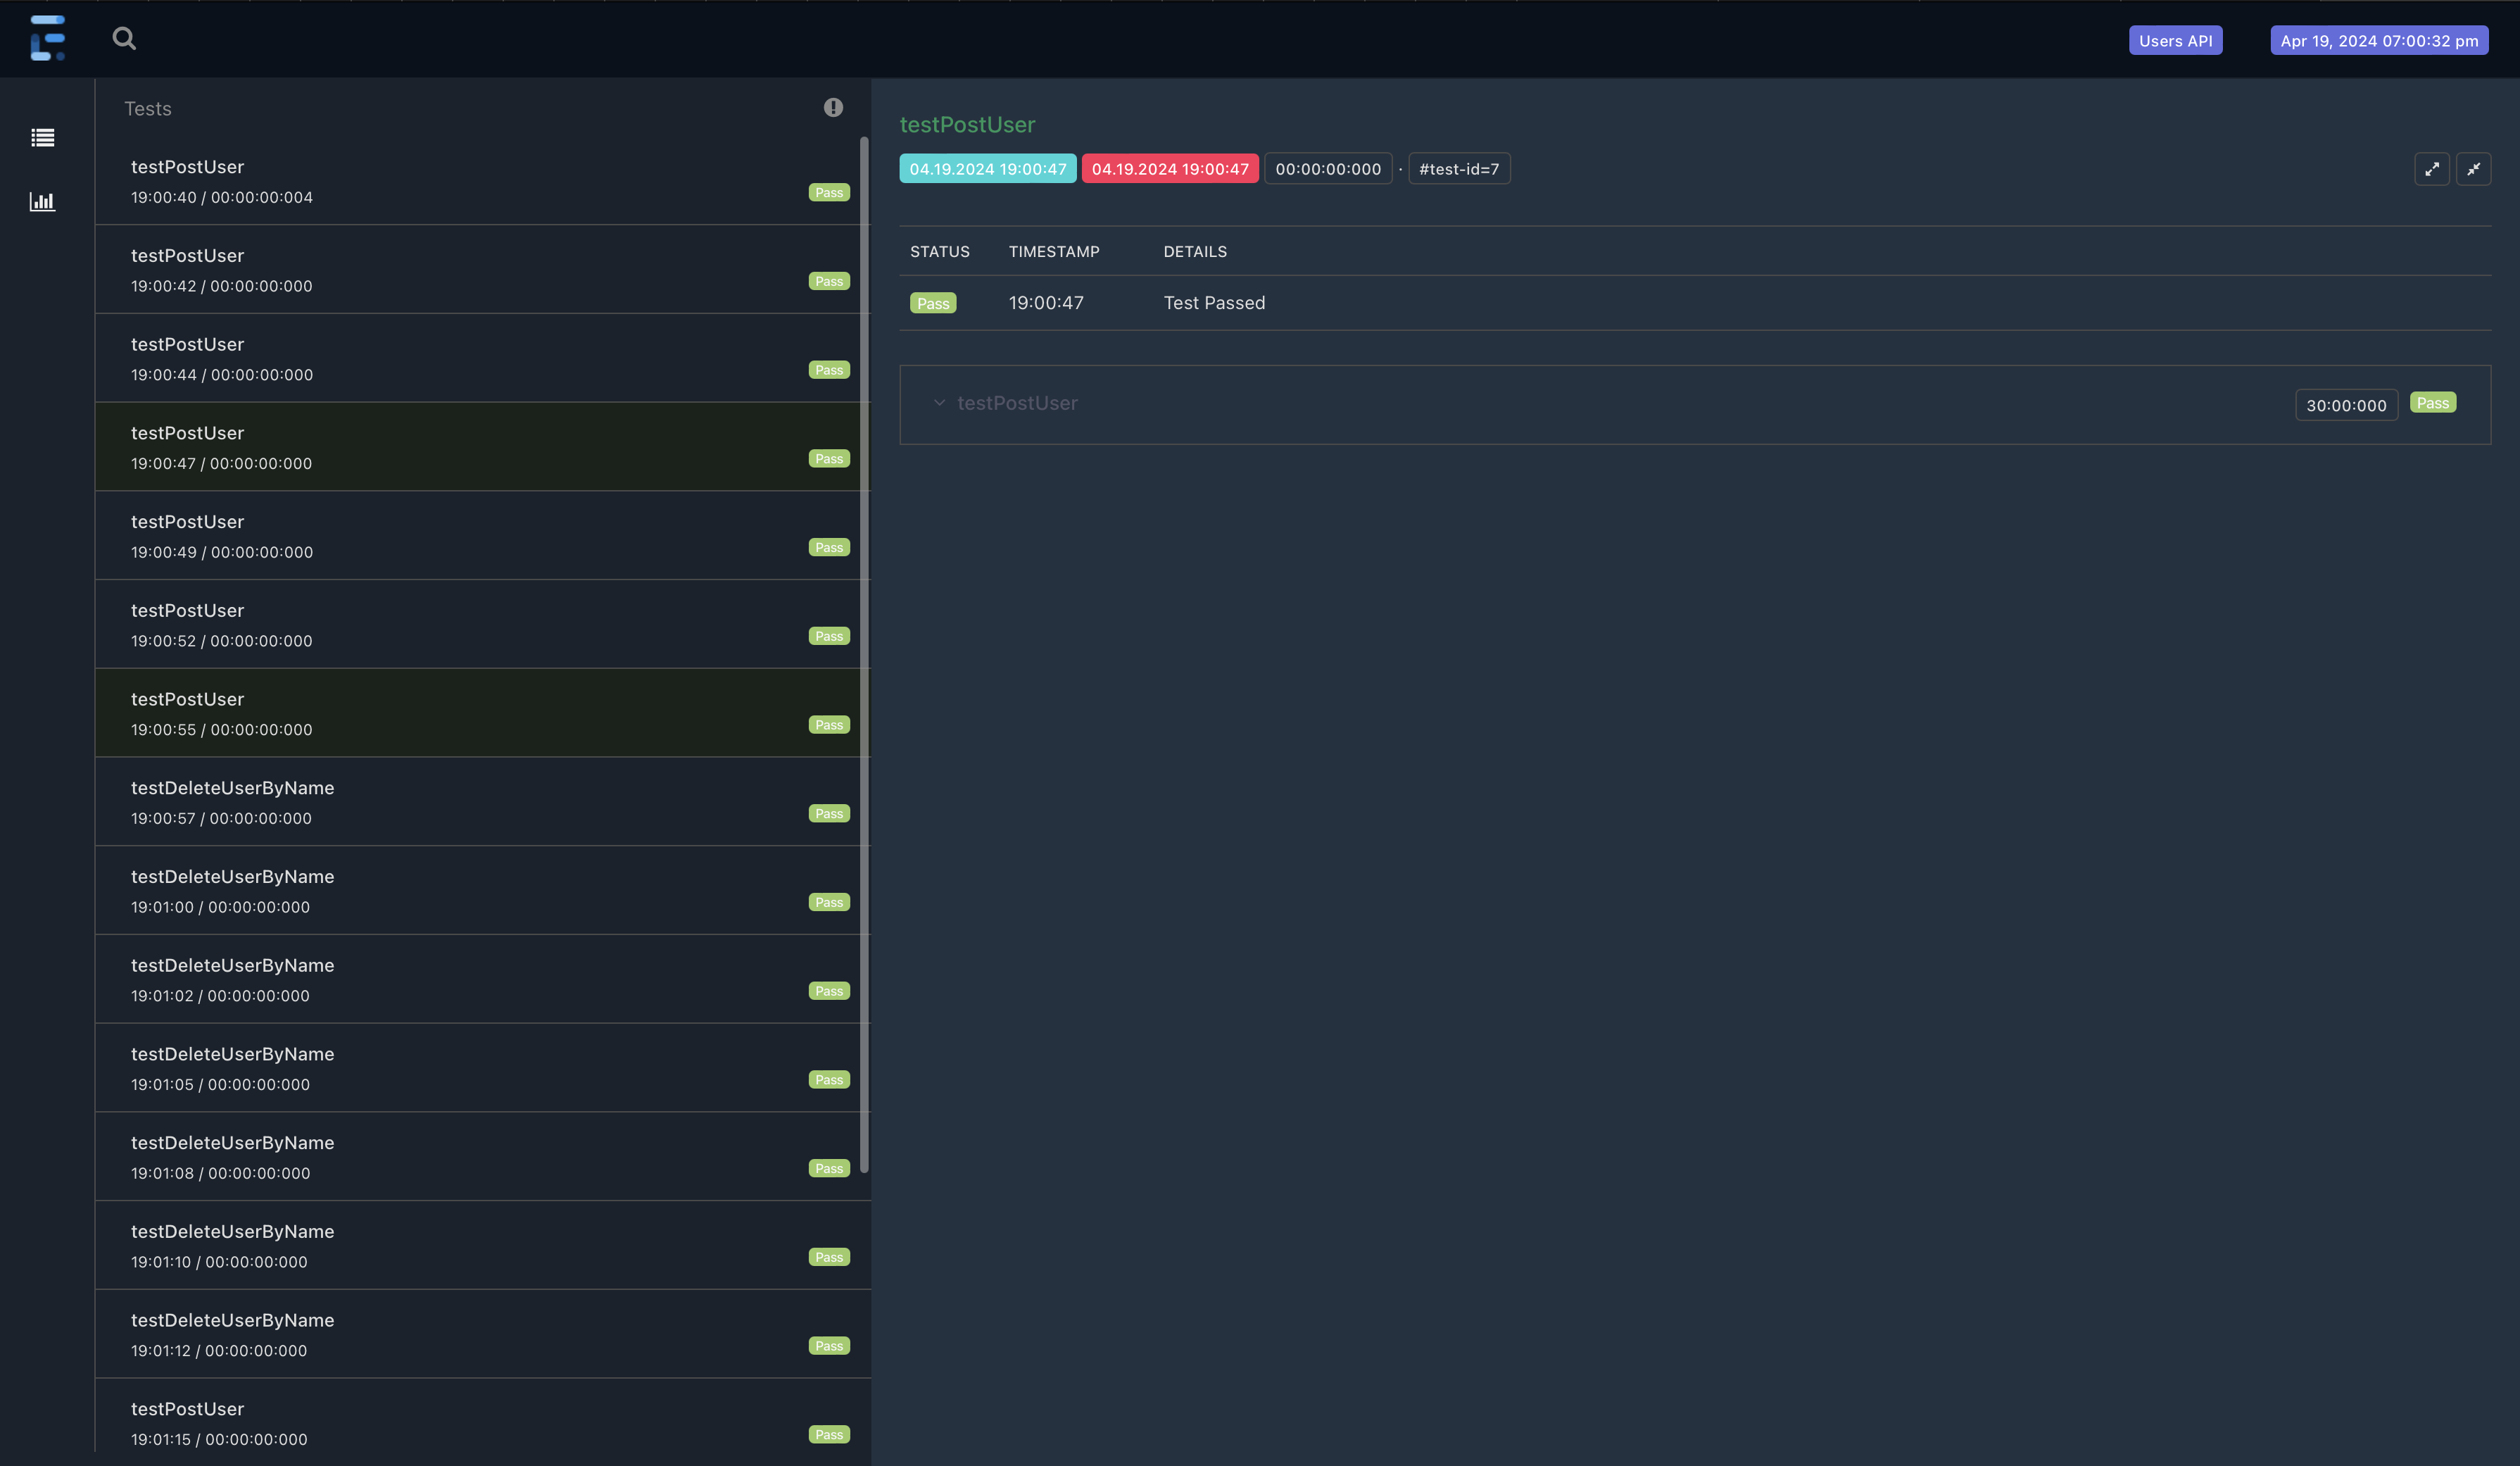 Users API
Apr 19, 2024 07:00:32 pm
Tests
testPostUser
19:00:40 / 00:00:00:004
Pass
testPostUser
19:00:42 / 00:00:00:000
Pass
testPostUser
19:00:44 / 00:00:00:000
Pass
testPostUser
19:00:47 / 00:00:00:000
Pass
testPostUser
19:00:49 / 00:00:00:000
Pass
testPostUser
19:00:52 / 00:00:00:000
Pass
testPostUser
19:00:55 / 00:00:00:000
Pass
testDeleteUserByName
19:00:57 / 00:00:00:000
Pass
testDeleteUserByName
19:01:00 / 00:00:00:000
Pass
testDeleteUserByName
19:01:02 / 00:00:00:000
Pass
testDeleteUserByName
19:01:05 / 00:00:00:000
Pass
testDeleteUserByName
19:01:08 / 00:00:00:000
Pass
testDeleteUserByName
19:01:10 / 00:00:00:000
Pass
testDeleteUserByName
19:01:12 / 00:00:00:000
Pass
testPostUser
19:01:15 / 00:00:00:000
Pass
testPostUser
04.19.2024 19:00:47 04.19.2024 19:00:47 00:00:00:000 · #test-id=7
STATUS TIMESTAMP DETAILS
Pass 19:00:47 Test Passed
testPostUser 30:00:000 Pass